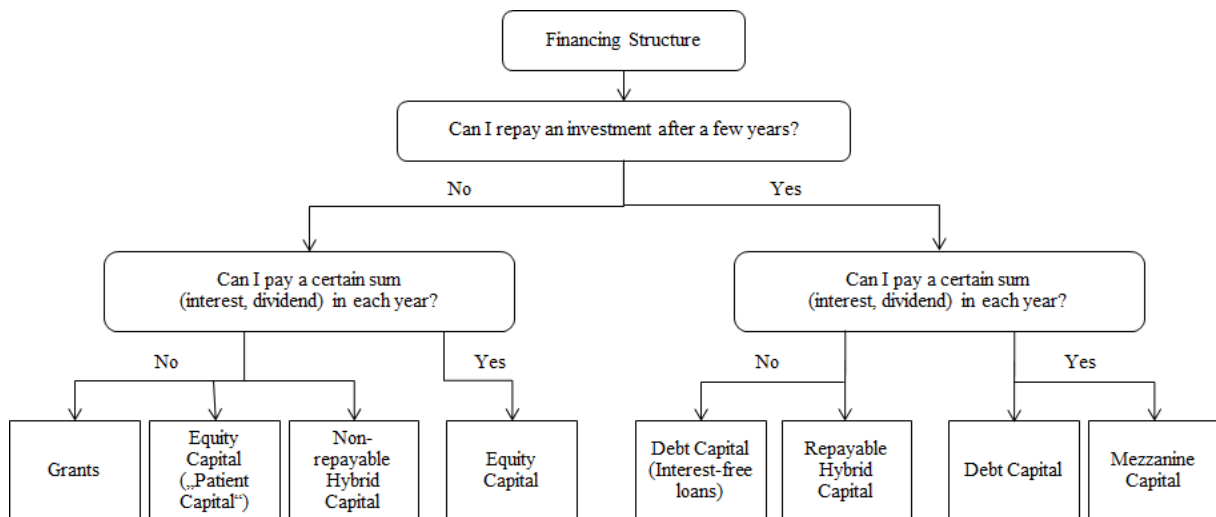 Financing Structure
Can I repay an investment after a few years?
No
Yes
Can I pay a certain sum
(interest, dividend) in each year?
Can I pay a certain sum
(interest, dividend) in each year?
No
Yes
No
Yes
Grants
Equity
Capital
(„Patient
Capital“)
Non-
repayable
Hybrid
Capital
Equity
Capital
Debt Capital
(Interest-free
loans)
Repayable
Hybrid
Capital
Debt Capital
Mezzanine
Capital